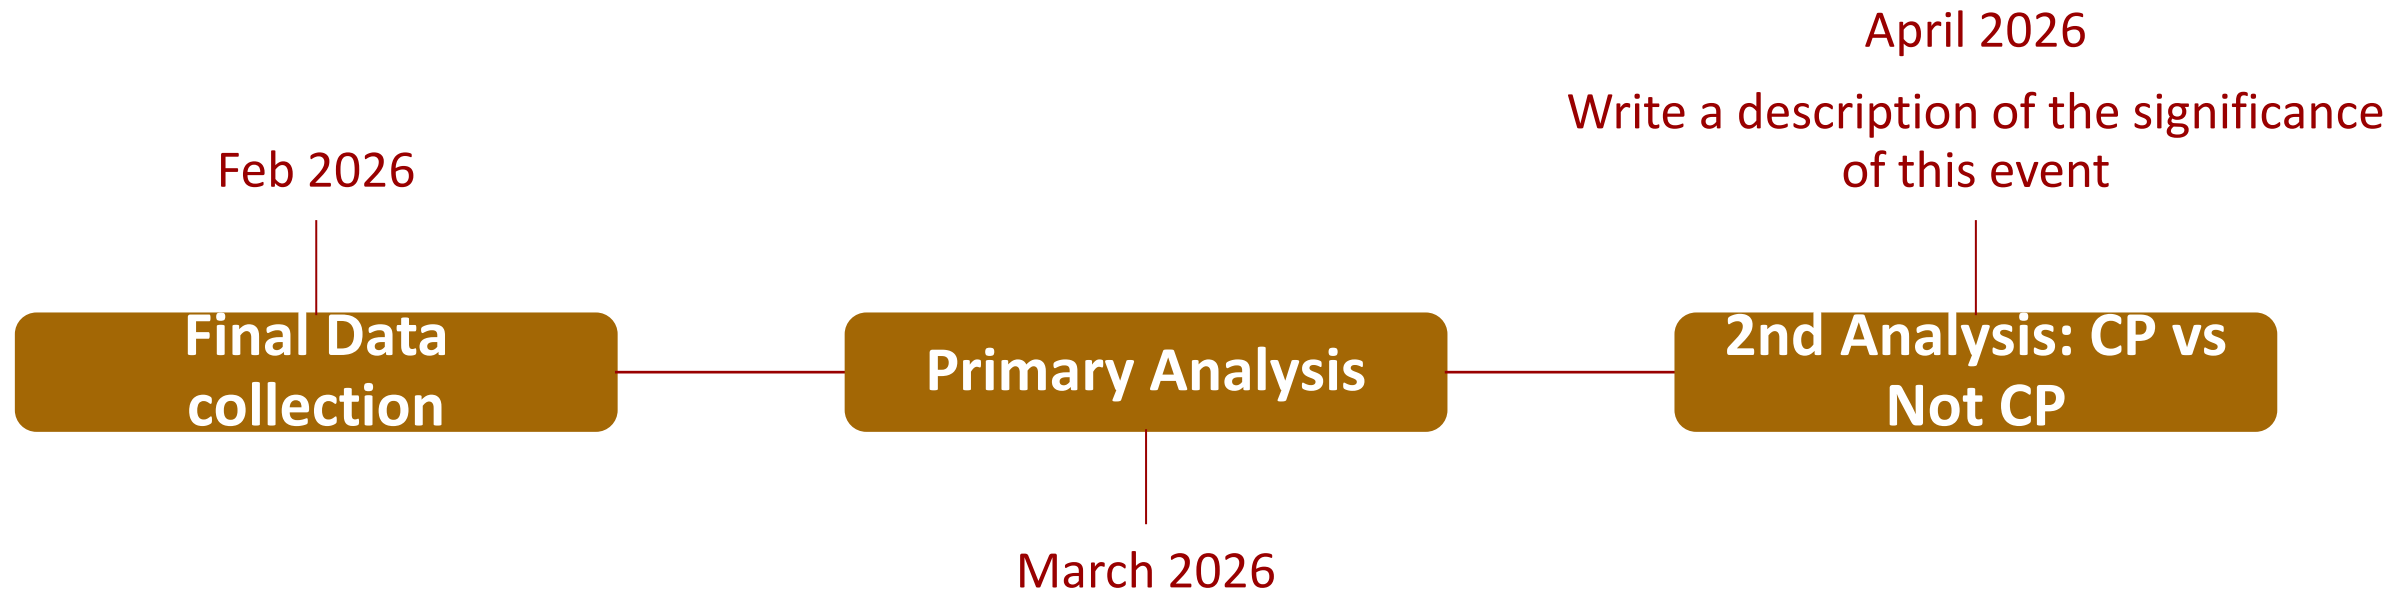 Feb 2026
Final Data
collection
Primary Analysis
March 2026
April 2026
Write a description of the significance
of this event
2nd Analysis: CP vs
Not CP